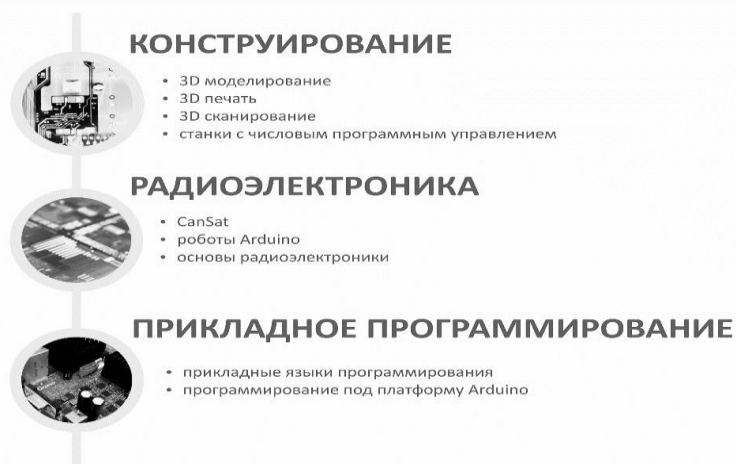 КОНСТРУИРОВАНИЕ
• 3D моделирование
• 3D печать
• 3D сканирование
• станки с числовым программным управлением
РАДИОЭЛЕКТРОНИКА
• CanSat
• роботы Arduino
• основы радиоэлектроники
ПРИКЛАДНОЕ ПРОГРАММИРОВАНИЕ
• прикладные языки программирования
• программирование под платформу Arduino